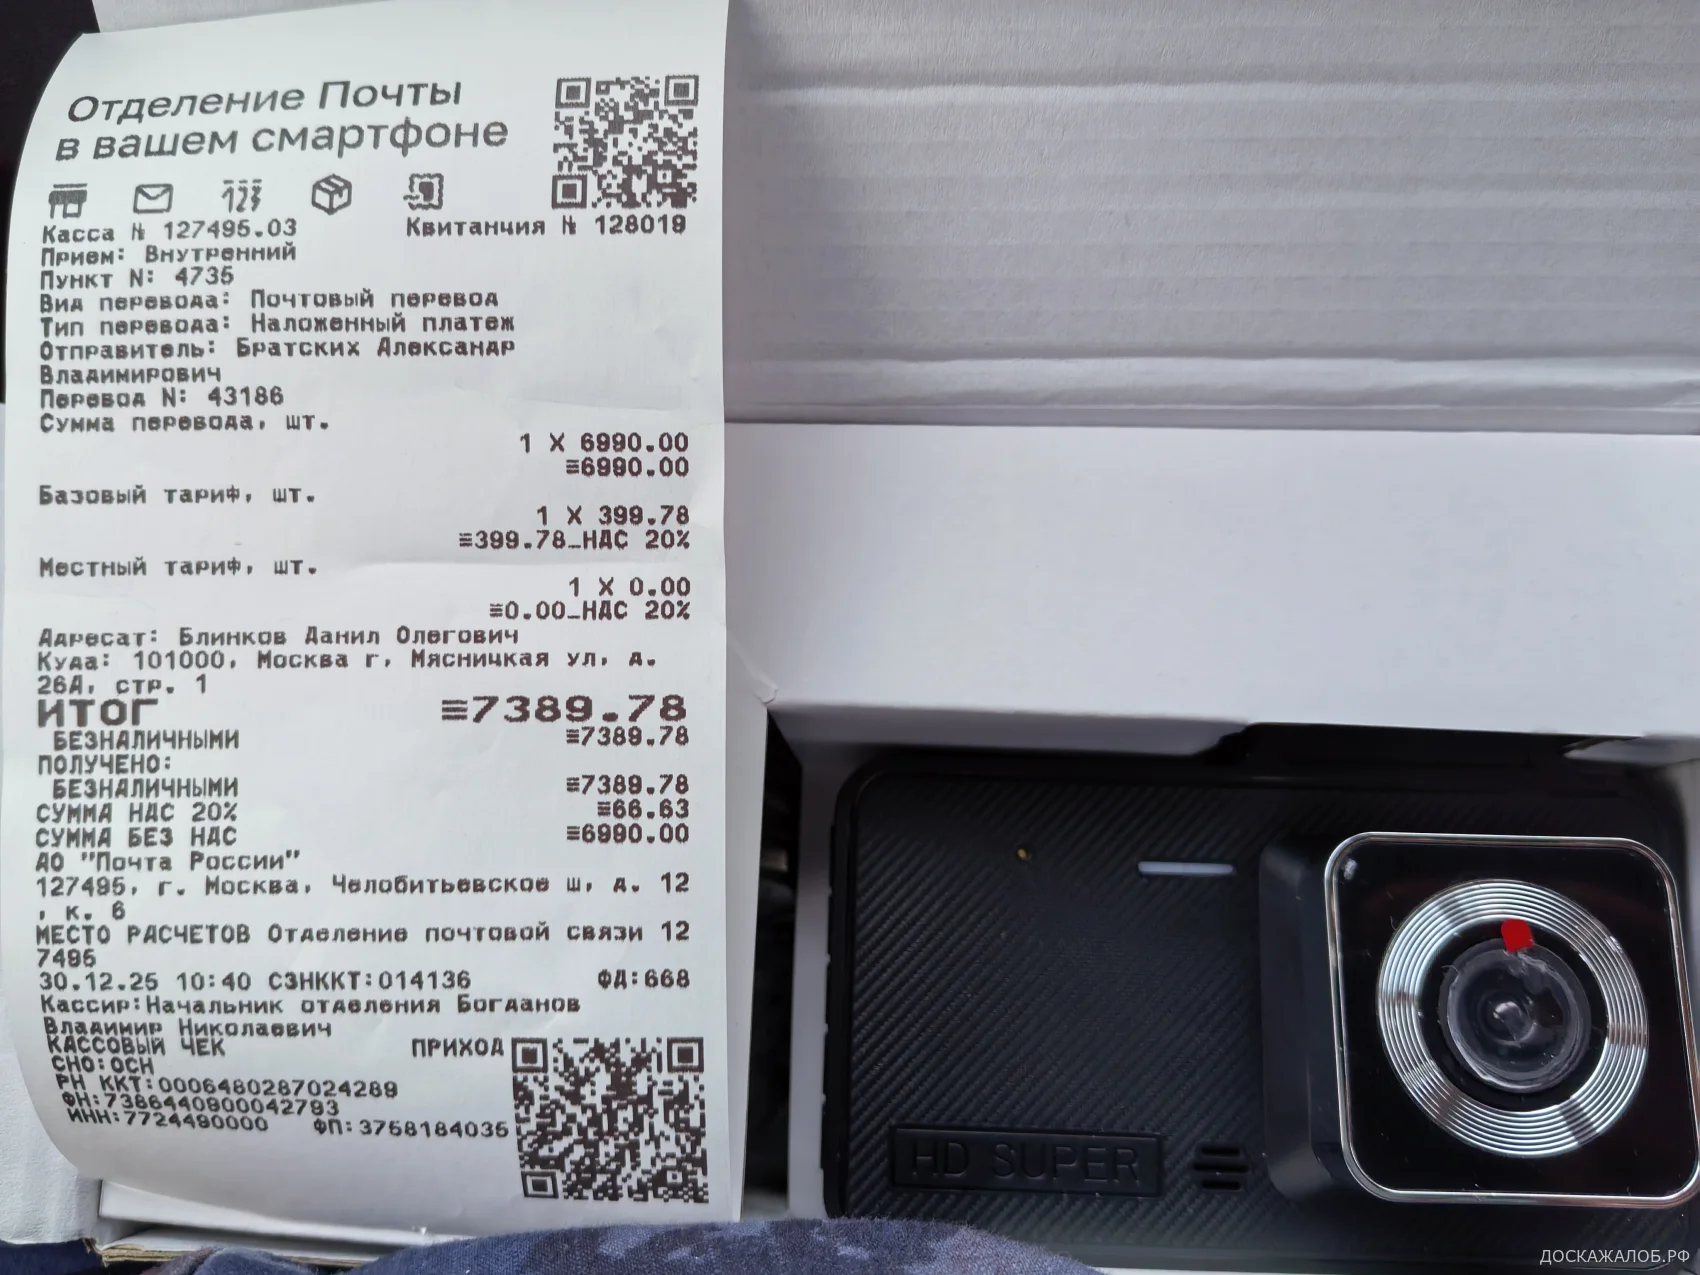 Отделение Почты
в вашем смартфоне
Касса № 127495.03 Квитанчия № 128019
Прием: Внутренний
Пункт N: 4735
Вид перевода: Почтовый перевод
Тип перевода: Наложенный платеж
Отправитель: Братских Александр
Владимирович
Перевод N: 43186
Сумма перевода, шт.
1 X 6990.00
≡6990.00
Базовый тариф, шт.
1 X 399.78
≡399.78_НДС 20%
Местный тариф, шт.
1 X 0.00
≡0.00_НДС 20%
Адресат: Блинков Данил Олегович
Куда: 101000, Москва г, Мясницкая ул, д.
26А, стр. 1
ИТОГ ≡7389.78
БЕЗНАЛИЧНЫМИ ≡7389.78
ПОЛУЧЕНО:
БЕЗНАЛИЧНЫМИ ≡7389.78
СУММА НДС 20% ≡66.63
СУММА БЕЗ НДС ≡6990.00
АО "Почта России"
127495, г. Москва, Челобитьевское ш, д. 12
, к. 6
МЕСТО РАСЧЕТОВ Отделение почтовой связи 12
7495
30.12.25 10:40 СЗНККТ:014136 ФД:668
Кассир:Начальник отделения Богданов
Владимир Николаевич
КАССОВЫЙ ЧЕК ПРИХОД
СНО:ОСН
РН ККТ:0006480287024289
ФН:7386440900042793
ИНН:7724490000 ФП:3758184035
HD SUPER
ДОСКАЖАЛОБ.РФ